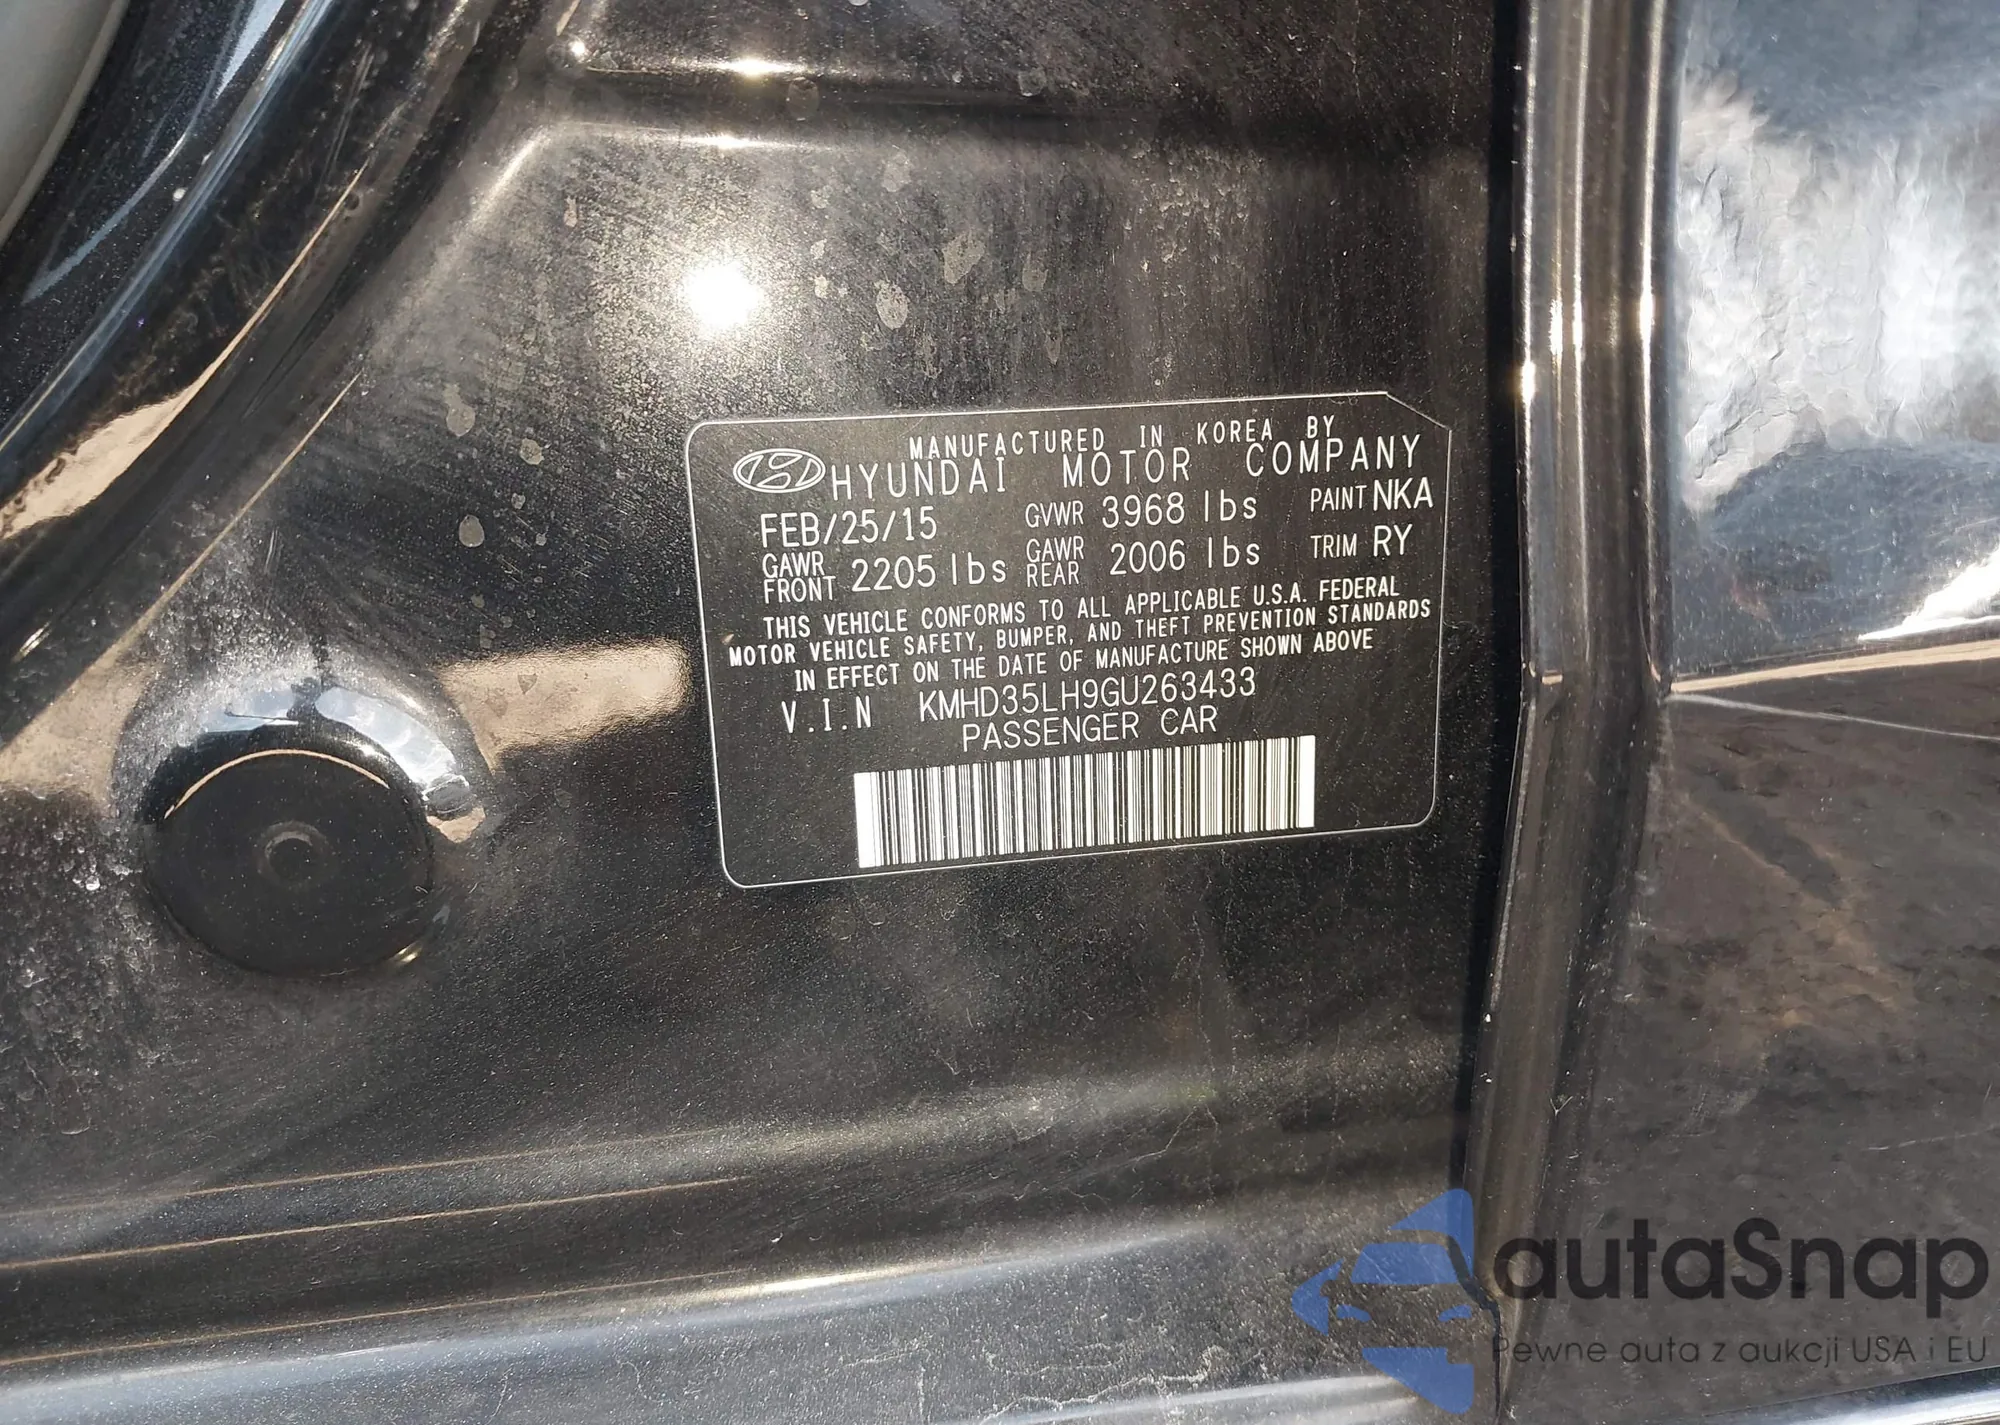 MANUFACTURED IN KOREA BY
HYUNDAI MOTOR COMPANY
FEB/25/15 GVWR 3968 lbs PAINT NKA
GAWR FRONT 2205 lbs GAWR REAR 2006 lbs TRIM RY
THIS VEHICLE CONFORMS TO ALL APPLICABLE U.S.A. FEDERAL
MOTOR VEHICLE SAFETY, BUMPER, AND THEFT PREVENTION STANDARDS
IN EFFECT ON THE DATE OF MANUFACTURE SHOWN ABOVE
V.I.N KMHD35LH9GU263433
PASSENGER CAR
autaSnap
Pewne auta z aukcji USA i EU